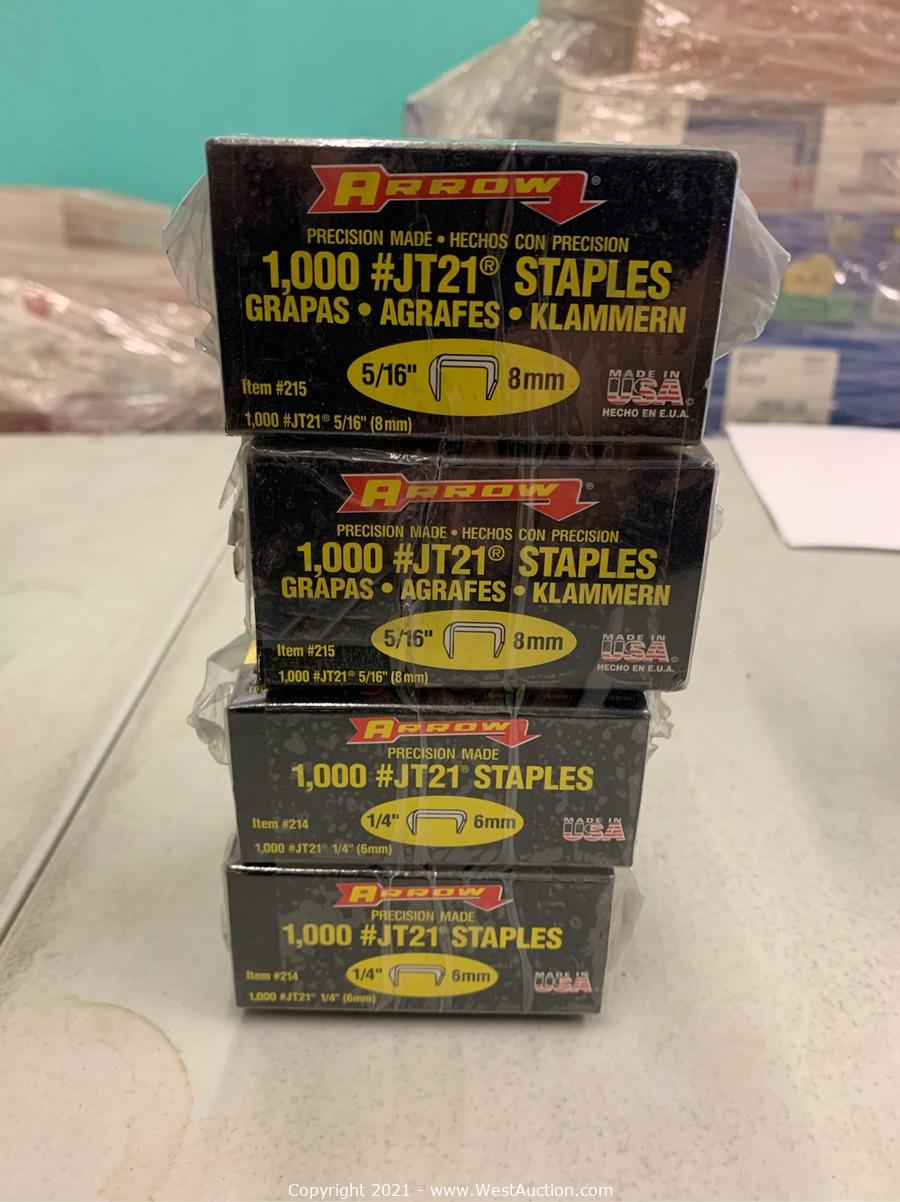 ARROW®
PRECISION MADE • HECHOS CON PRECISION
1,000 #JT21® STAPLES
GRAPAS • AGRAFES • KLAMMERN
5/16" 8mm
Item #215
MADE IN
USA
HECHO EN E.U.A.
1,000 #JT21® 5/16" (8mm)
ARROW®
PRECISION MADE • HECHOS CON PRECISION
1,000 #JT21® STAPLES
GRAPAS • AGRAFES • KLAMMERN
5/16" 8mm
Item #215
MADE IN
USA
HECHO EN E.U.A.
1,000 #JT21® 5/16" (8mm)
ARROW
PRECISION MADE
1,000 #JT21® STAPLES
1/4" 6mm
Item #214
MADE IN
USA
1,000 #JT21® 1/4" (6mm)
ARROW
PRECISION MADE
1,000 #JT21® STAPLES
1/4" 6mm
Item #214
MADE IN
USA
1,000 #JT21® 1/4" (6mm)
Copyright 2021 - www.WestAuction.com